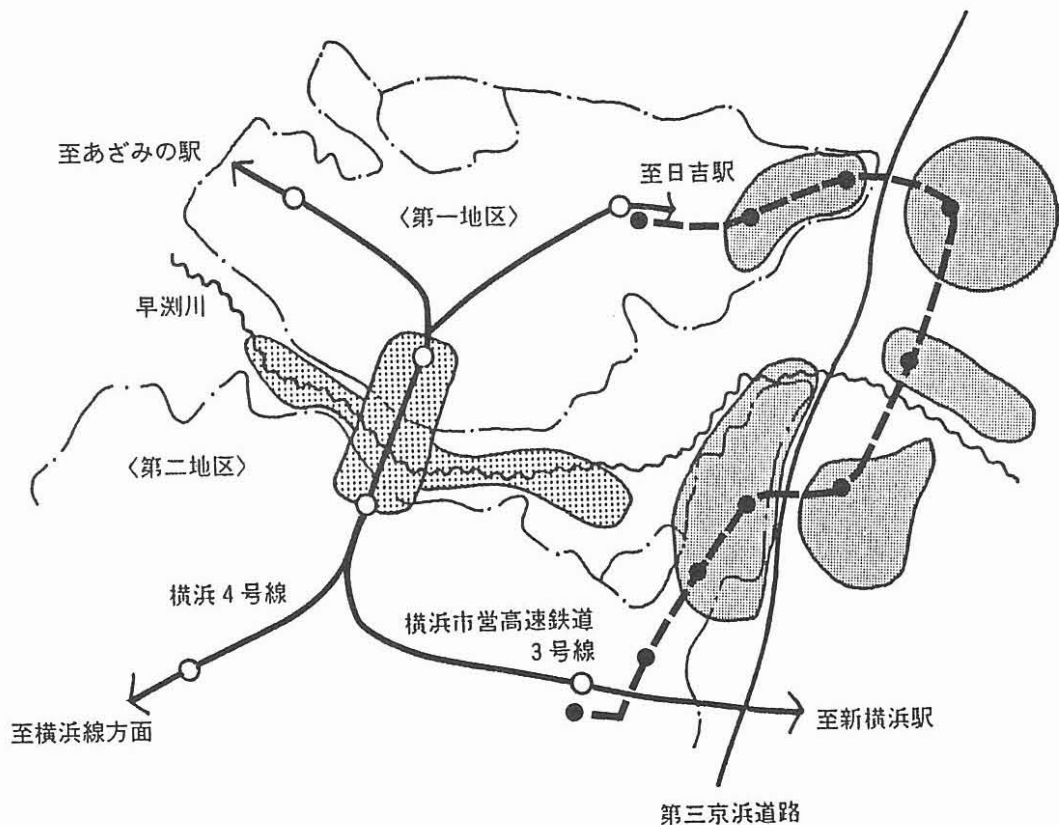 至あざみの駅
至日吉駅
〈第一地区〉
早渕川
〈第二地区〉
横浜4号線
横浜市営高速鉄道
3号線
至横浜線方面
至新横浜駅
第三京浜道路